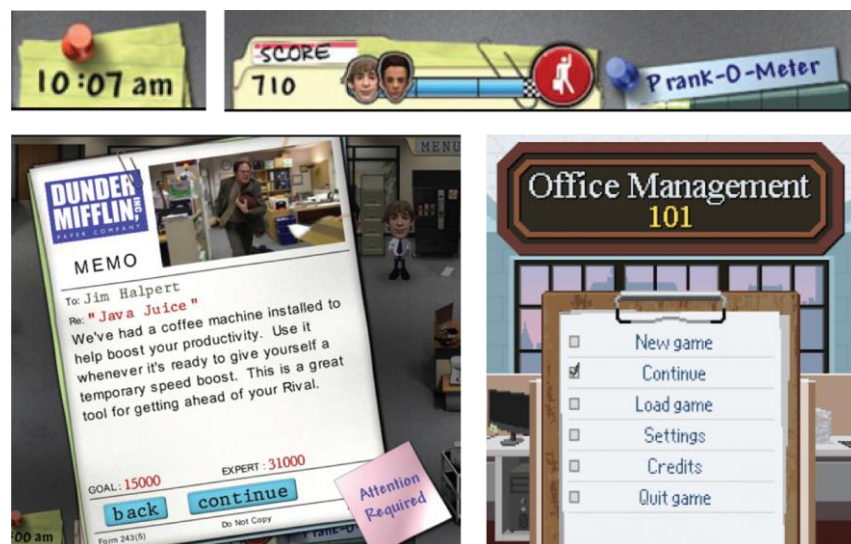 10:07 am
SCORE
710
Prank-O-Meter
MENU
DUNDER
MIFFLIN, INC
PAPER COMPANY
MEMO
To: Jim Halpert
Re: "Java Juice"
We've had a coffee machine installed to
help boost your productivity. Use it
whenever it's ready to give yourself a
temporary speed boost. This is a great
tool for getting ahead of your Rival.
GOAL: 15000
EXPERT: 31000
back
continue
Form 243(5)
Do Not Copy
Attention
Required
00 am
Prank-O-
Office Management
101
New game
Continue
Load game
Settings
Credits
Quit game